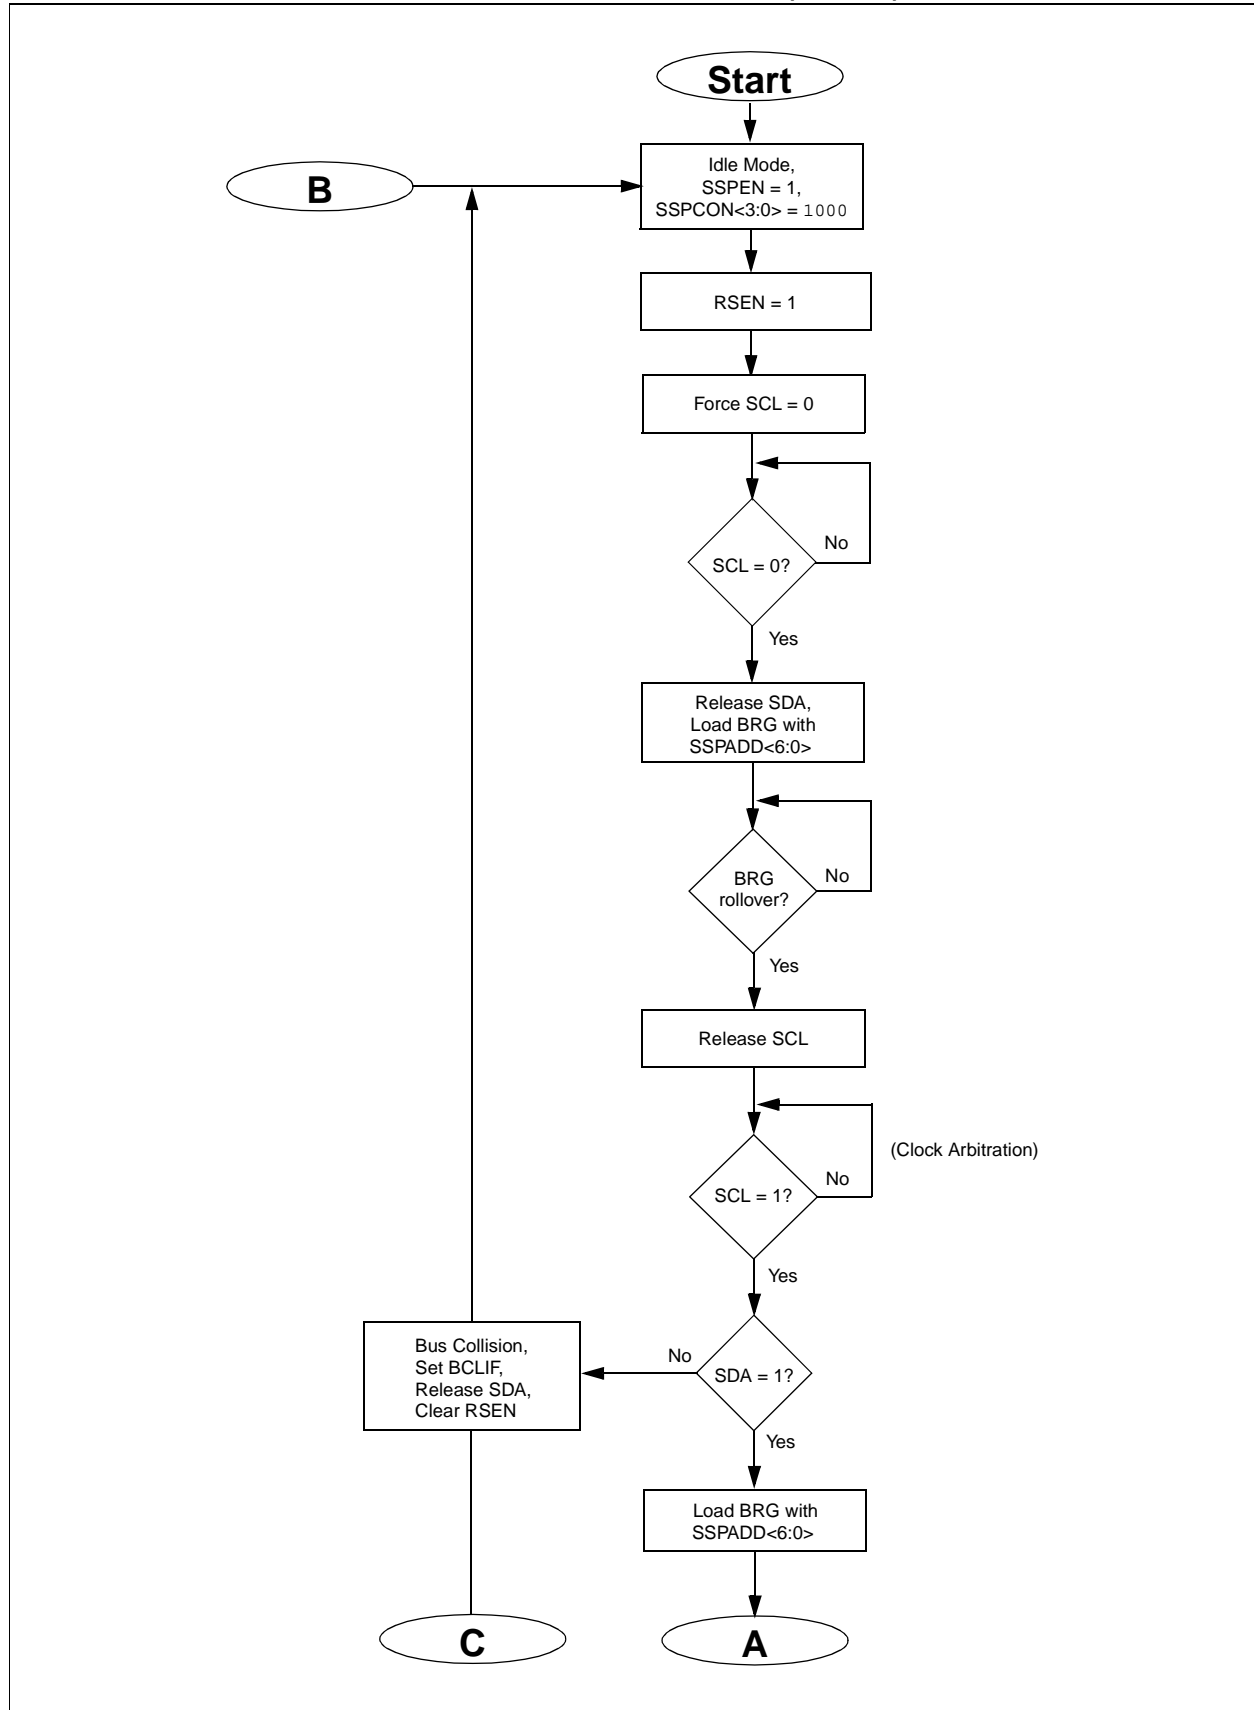 Start
B
Idle Mode,
SSPEN = 1,
SSPCON<3:0> = 1000
RSEN = 1
Force SCL = 0
No
SCL = 0?
Yes
Release SDA,
Load BRG with
SSPADD<6:0>
BRG
rollover?
No
Yes
Release SCL
(Clock Arbitration)
No
SCL = 1?
Yes
Bus Collision,
Set BCLIF,
Release SDA,
Clear RSEN
No
SDA = 1?
Yes
Load BRG with
SSPADD<6:0>
C
A